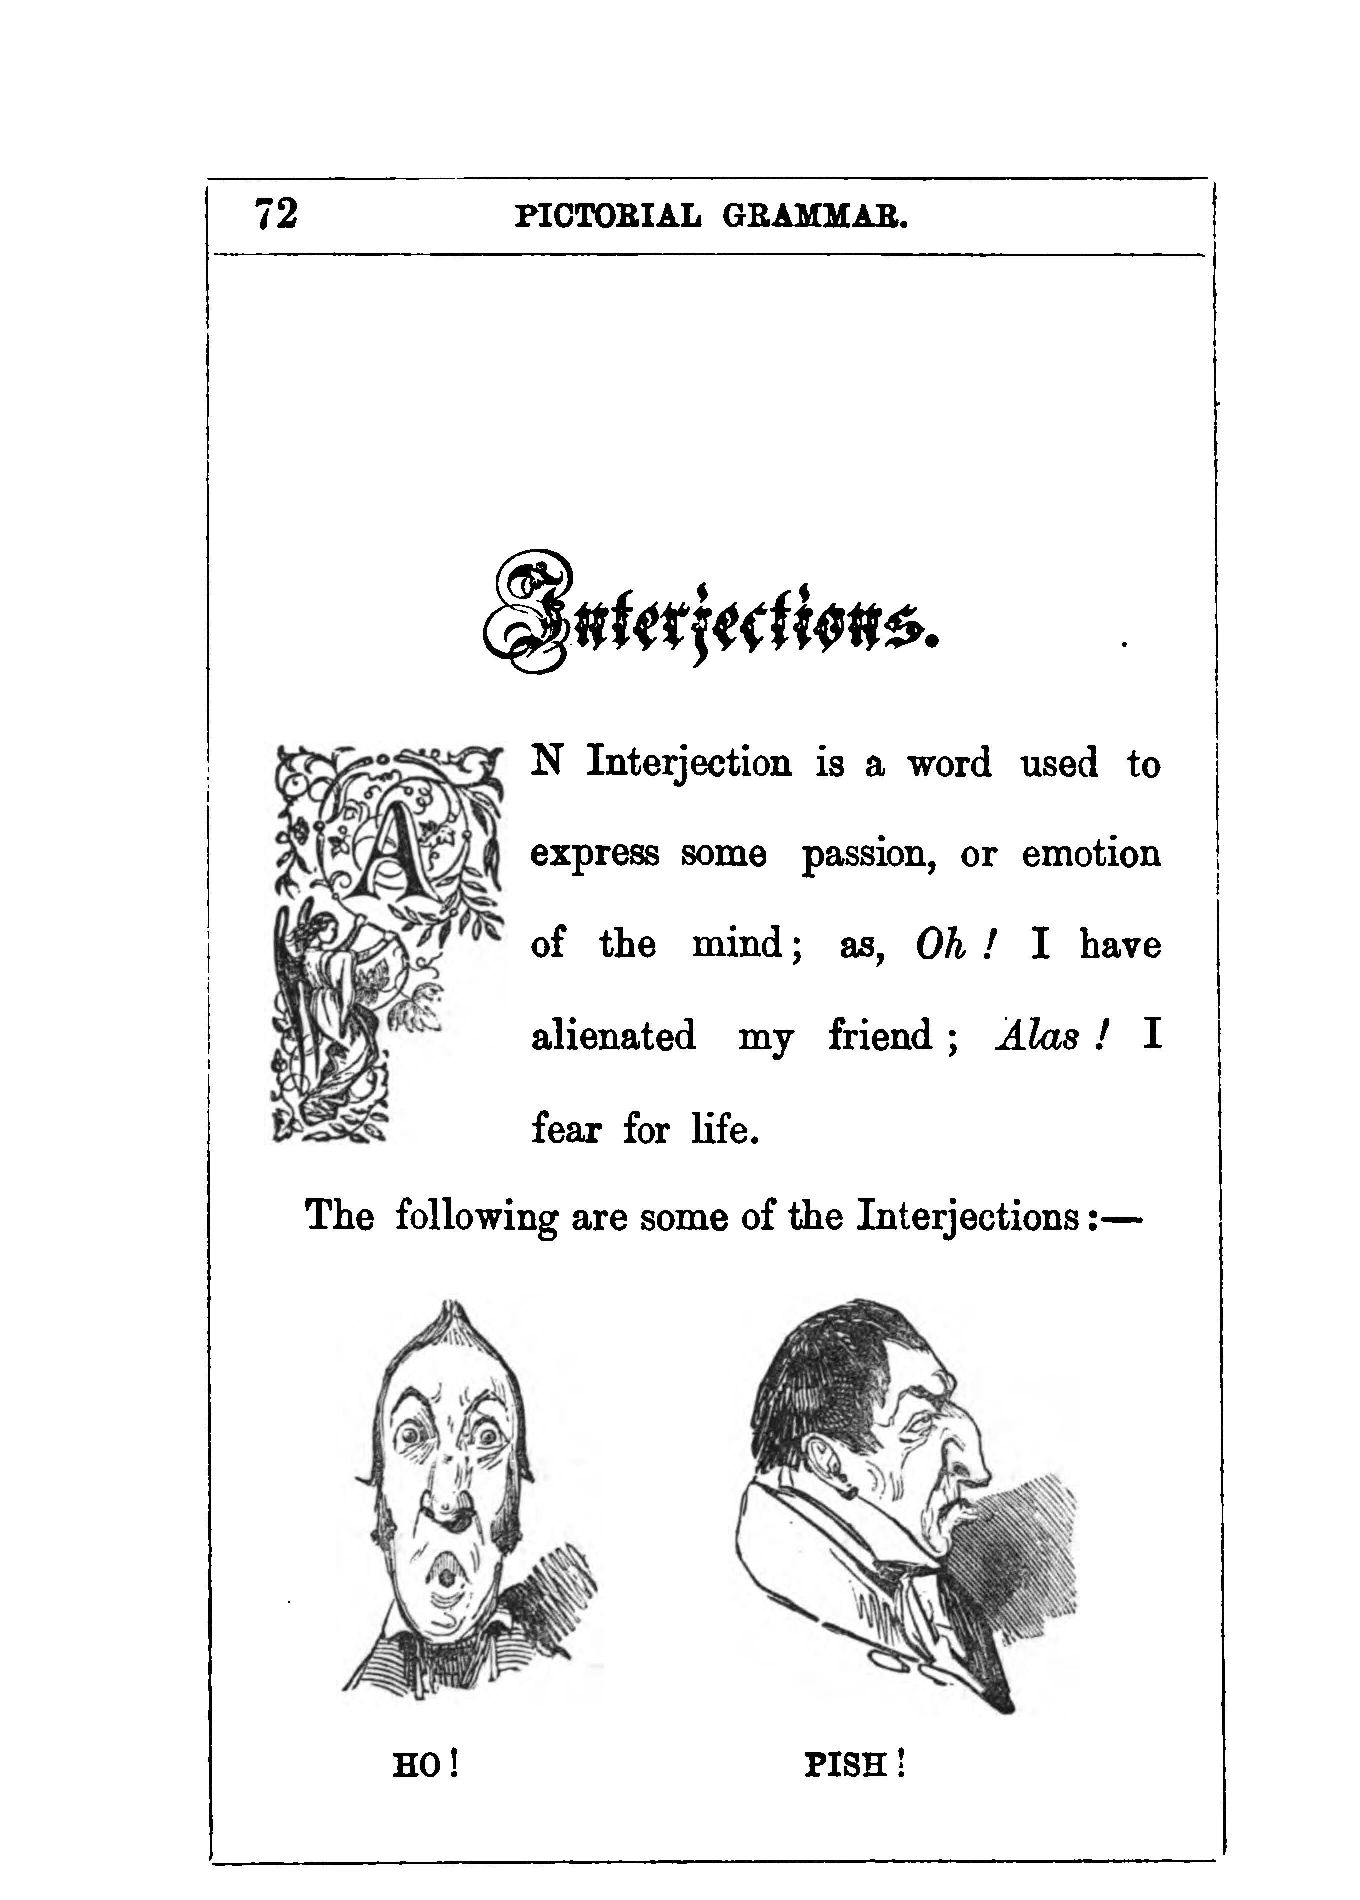 72 PICTORIAL GRAMMAR.
Interjections.
AN Interjection is a word used to
express some passion, or emotion
of the mind; as, Oh! I have
alienated my friend; Alas! I
fear for life.
The following are some of the Interjections:—
HO! PISH!